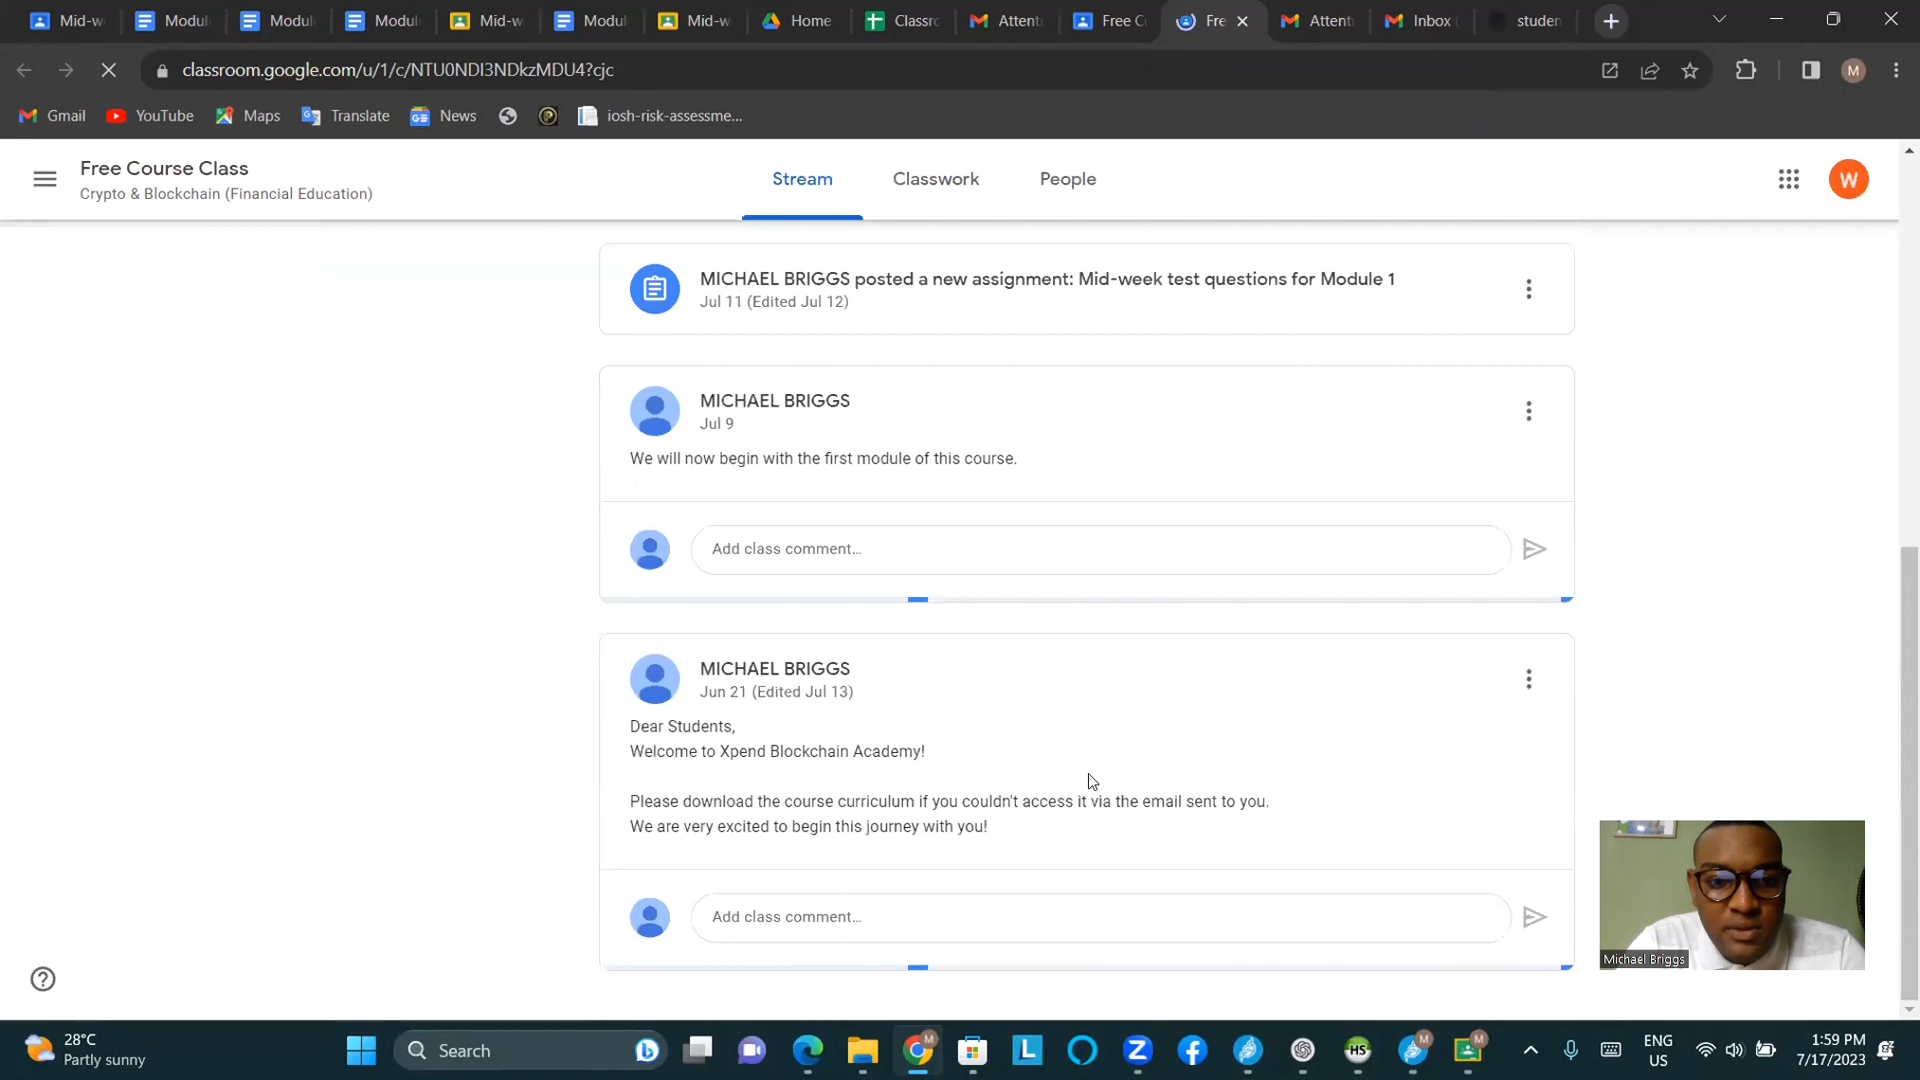 Mid-w
Modul
Modul
Modul
Mid-w
Modul
Mid-w
Home
Classro
Attenti
Free Co
Fre
Attenti
Inbox (
studen
classroom.google.com/u/1/c/NTU0NDI3NDkzMDU4?cjc
M
Gmail
YouTube
Maps
Translate
News
iosh-risk-assessme...
Free Course Class
Crypto & Blockchain (Financial Education)
Stream
Classwork
People
W
MICHAEL BRIGGS posted a new assignment: Mid-week test questions for Module 1
Jul 11 (Edited Jul 12)
MICHAEL BRIGGS
Jul 9
We will now begin with the first module of this course.
Add class comment...
MICHAEL BRIGGS
Jun 21 (Edited Jul 13)
Dear Students,
Welcome to Xpend Blockchain Academy!
Please download the course curriculum if you couldn't access it via the email sent to you.
We are very excited to begin this journey with you!
Add class comment...
Michael Briggs
28°C
Partly sunny
Search
M
L
Z
HS
M
M
ENG
US
1:59 PM
7/17/2023